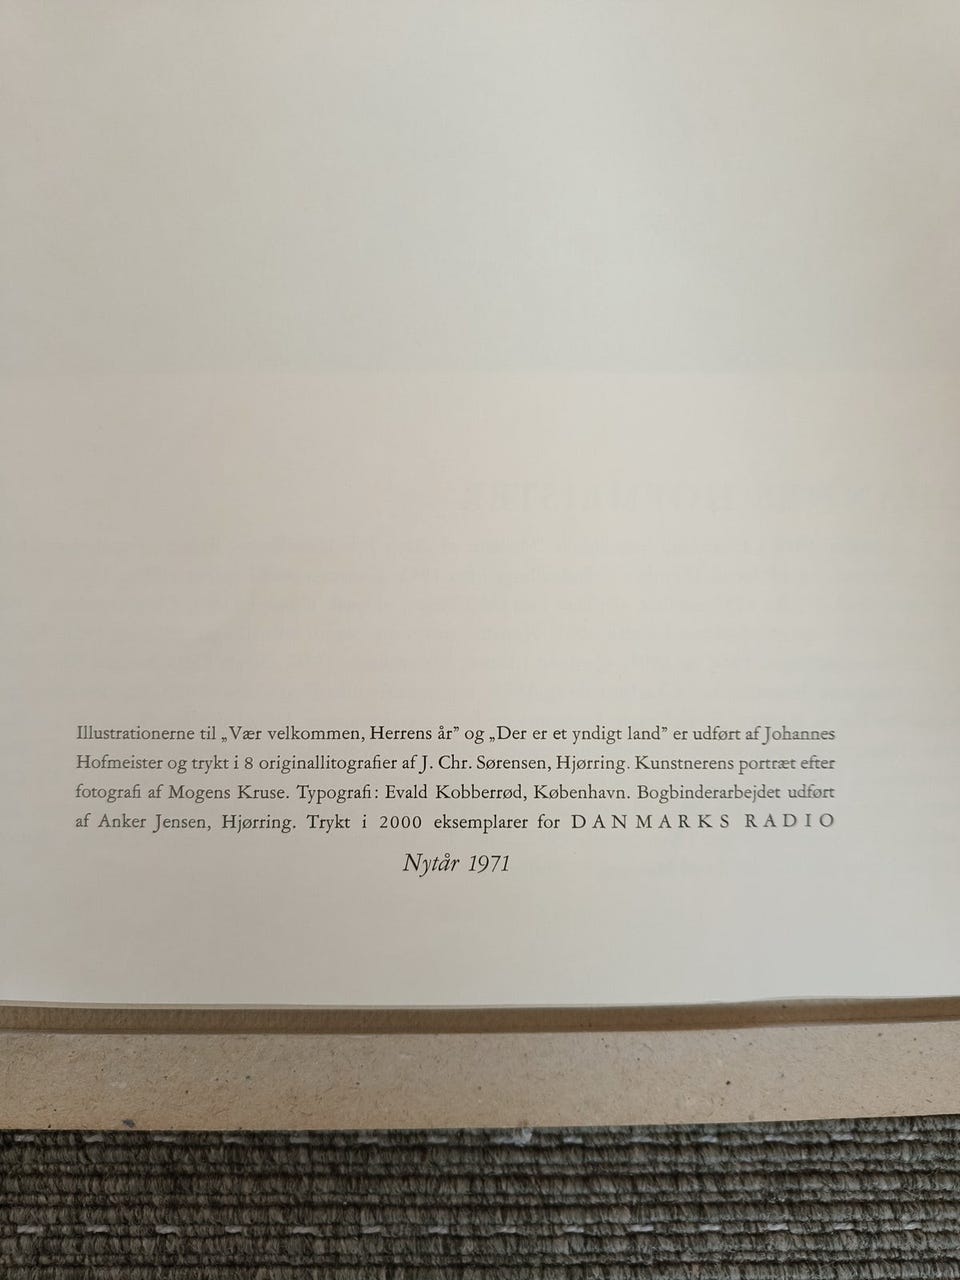 Illustrationerne til „Vær velkommen, Herrens år” og „Der er et yndigt land” er udført af Johannes
Hofmeister og trykt i 8 originallitografier af J. Chr. Sørensen, Hjørring. Kunstnerens portræt efter
fotografi af Mogens Kruse. Typografi: Evald Kobberrød, København. Bogbinderarbejdet udført
af Anker Jensen, Hjørring. Trykt i 2000 eksemplarer for DANMARKS RADIO
Nytår 1971